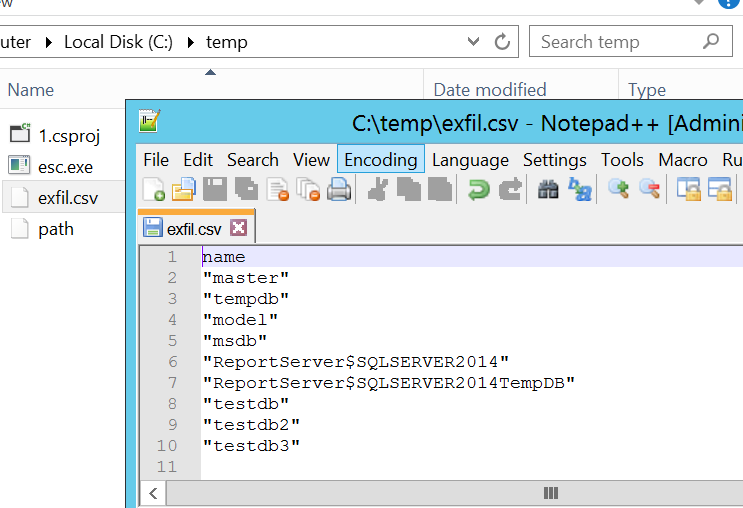 ew
uter ▸ Local Disk (C:) ▸ temp
Search temp
Name Date modified Type
1.csproj
esc.exe
exfil.csv
path
C:\temp\exfil.csv - Notepad++ [Admini
File Edit Search View Encoding Language Settings Tools Macro Ru
exfil.csv
1 name
2 "master"
3 "tempdb"
4 "model"
5 "msdb"
6 "ReportServer$SQLSERVER2014"
7 "ReportServer$SQLSERVER2014TempDB"
8 "testdb"
9 "testdb2"
10 "testdb3"
11